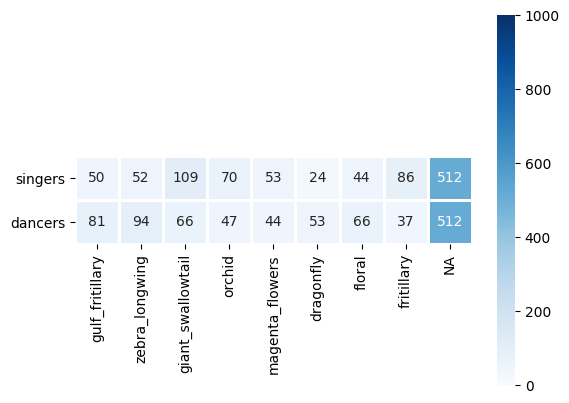 1000
800
600
400
200
0
singers 50 52 109 70 53 24 44 86 512
dancers 81 94 66 47 44 53 66 37 512
gulf_fritillary
zebra_longwing
giant_swallowtail
orchid
magenta_flowers
dragonfly
floral
fritillary
NA